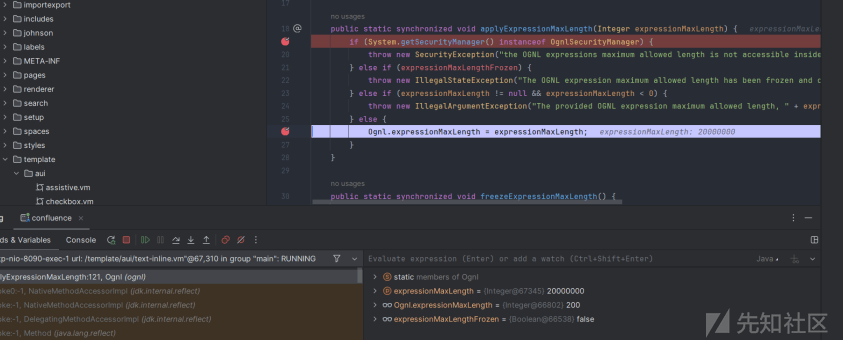 importexport
includes
johnson
labels
META-INF
pages
renderer
search
setup
spaces
styles
template
aui
assistive.vm
checkbox.vm
17
no usages
18 @ public static synchronized void applyExpressionMaxLength(Integer expressionMaxLength) { expressionMaxLen
if (System.getSecurityManager() instanceof OgnlSecurityManager) {
20 throw new SecurityException("the OGNL expressions maximum allowed length is not accessible inside
21 } else if (expressionMaxLengthFrozen) {
22 throw new IllegalStateException("The OGNL expression maximum allowed length has been frozen and c
23 } else if (expressionMaxLength != null && expressionMaxLength < 0) {
24 throw new IllegalArgumentException("The provided OGNL expression maximum allowed length, " + expr
25 } else {
Ognl.expressionMaxLength = expressionMaxLength; expressionMaxLength: 20000000
27 }
28 }
29
no usages
30 public static synchronized void freezeExpressionMaxLength() {
g confluence
ds & Variables Console
p-nio-8090-exec-1 url: /template/aui/text-inline.vm"@67,310 in group "main": RUNNING
Evaluate expression (Enter) or add a watch (Ctrl+Shift+Enter) Java
lyExpressionMaxLength:121, Ognl (ognl)
ke0:-1, NativeMethodAccessorImpl (jdk.internal.reflect)
ke:-1, NativeMethodAccessorImpl (jdk.internal.reflect)
ke:-1, DelegatingMethodAccessorImpl (jdk.internal.reflect)
ke:-1, Method (java.lang.reflect)
static members of Ognl
expressionMaxLength = {Integer@67345} 20000000
Ognl.expressionMaxLength = {Integer@66802} 200
expressionMaxLengthFrozen = {Boolean@66538} false
先知社区